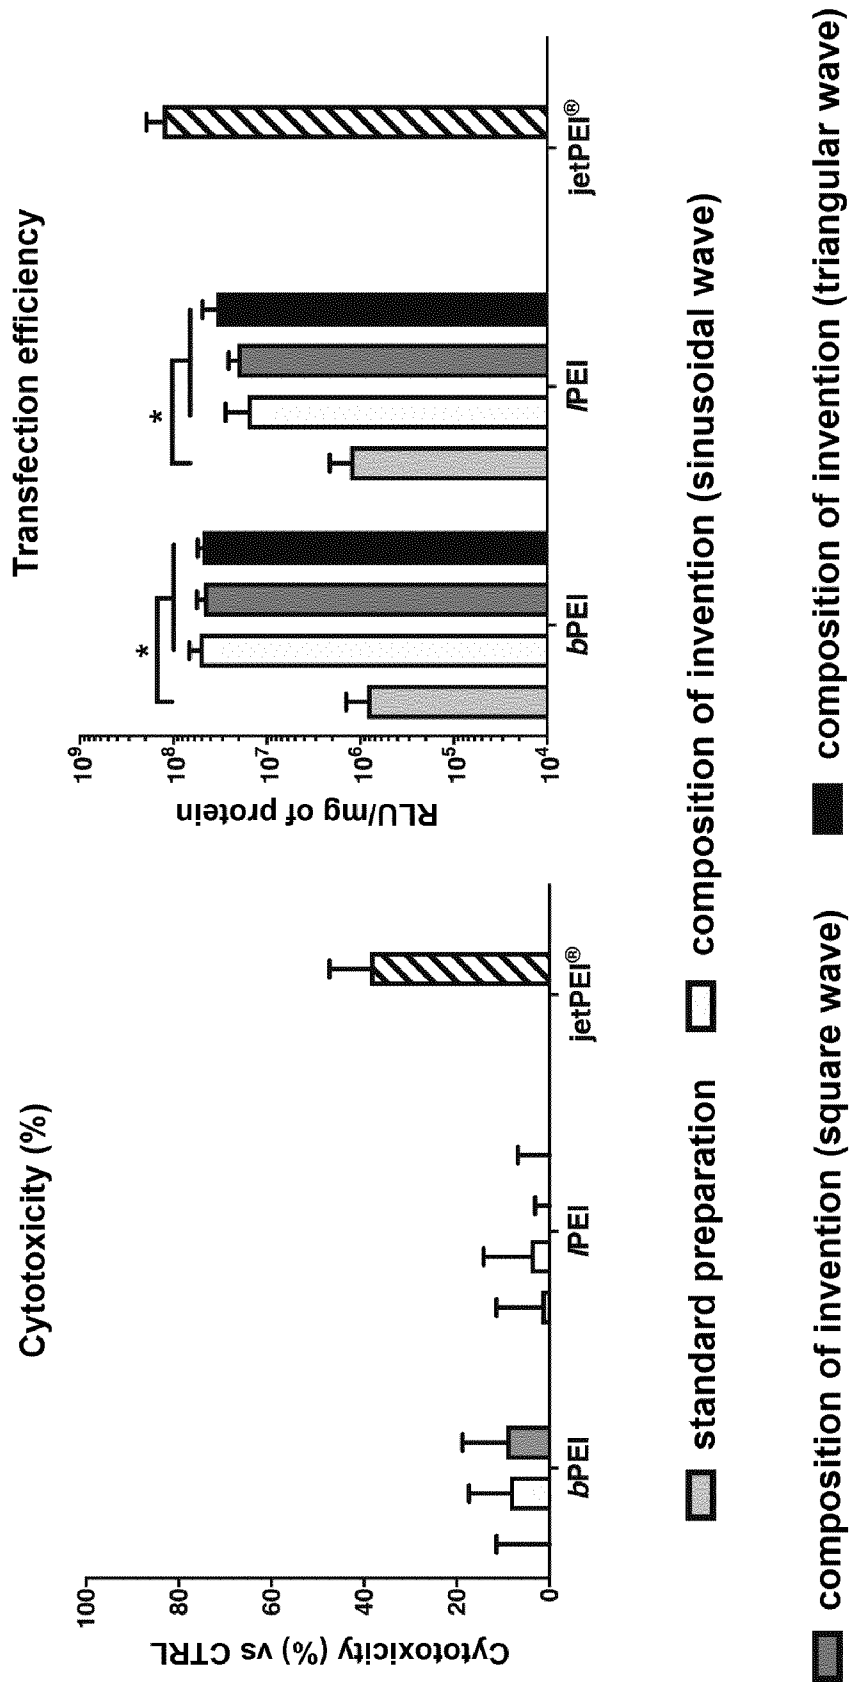 Cytotoxicity (%)
Cytotoxicity (%) vs CTRL
100
80
60
40
20
0
bPEI
lPEI
jetPEI®
Transfection efficiency
RLU/mg of protein
10⁹
10⁸
10⁷
10⁶
10⁵
10⁴
*
*
bPEI
lPEI
jetPEI®
standard preparation
composition of invention (sinusoidal wave)
composition of invention (square wave)
composition of invention (triangular wave)